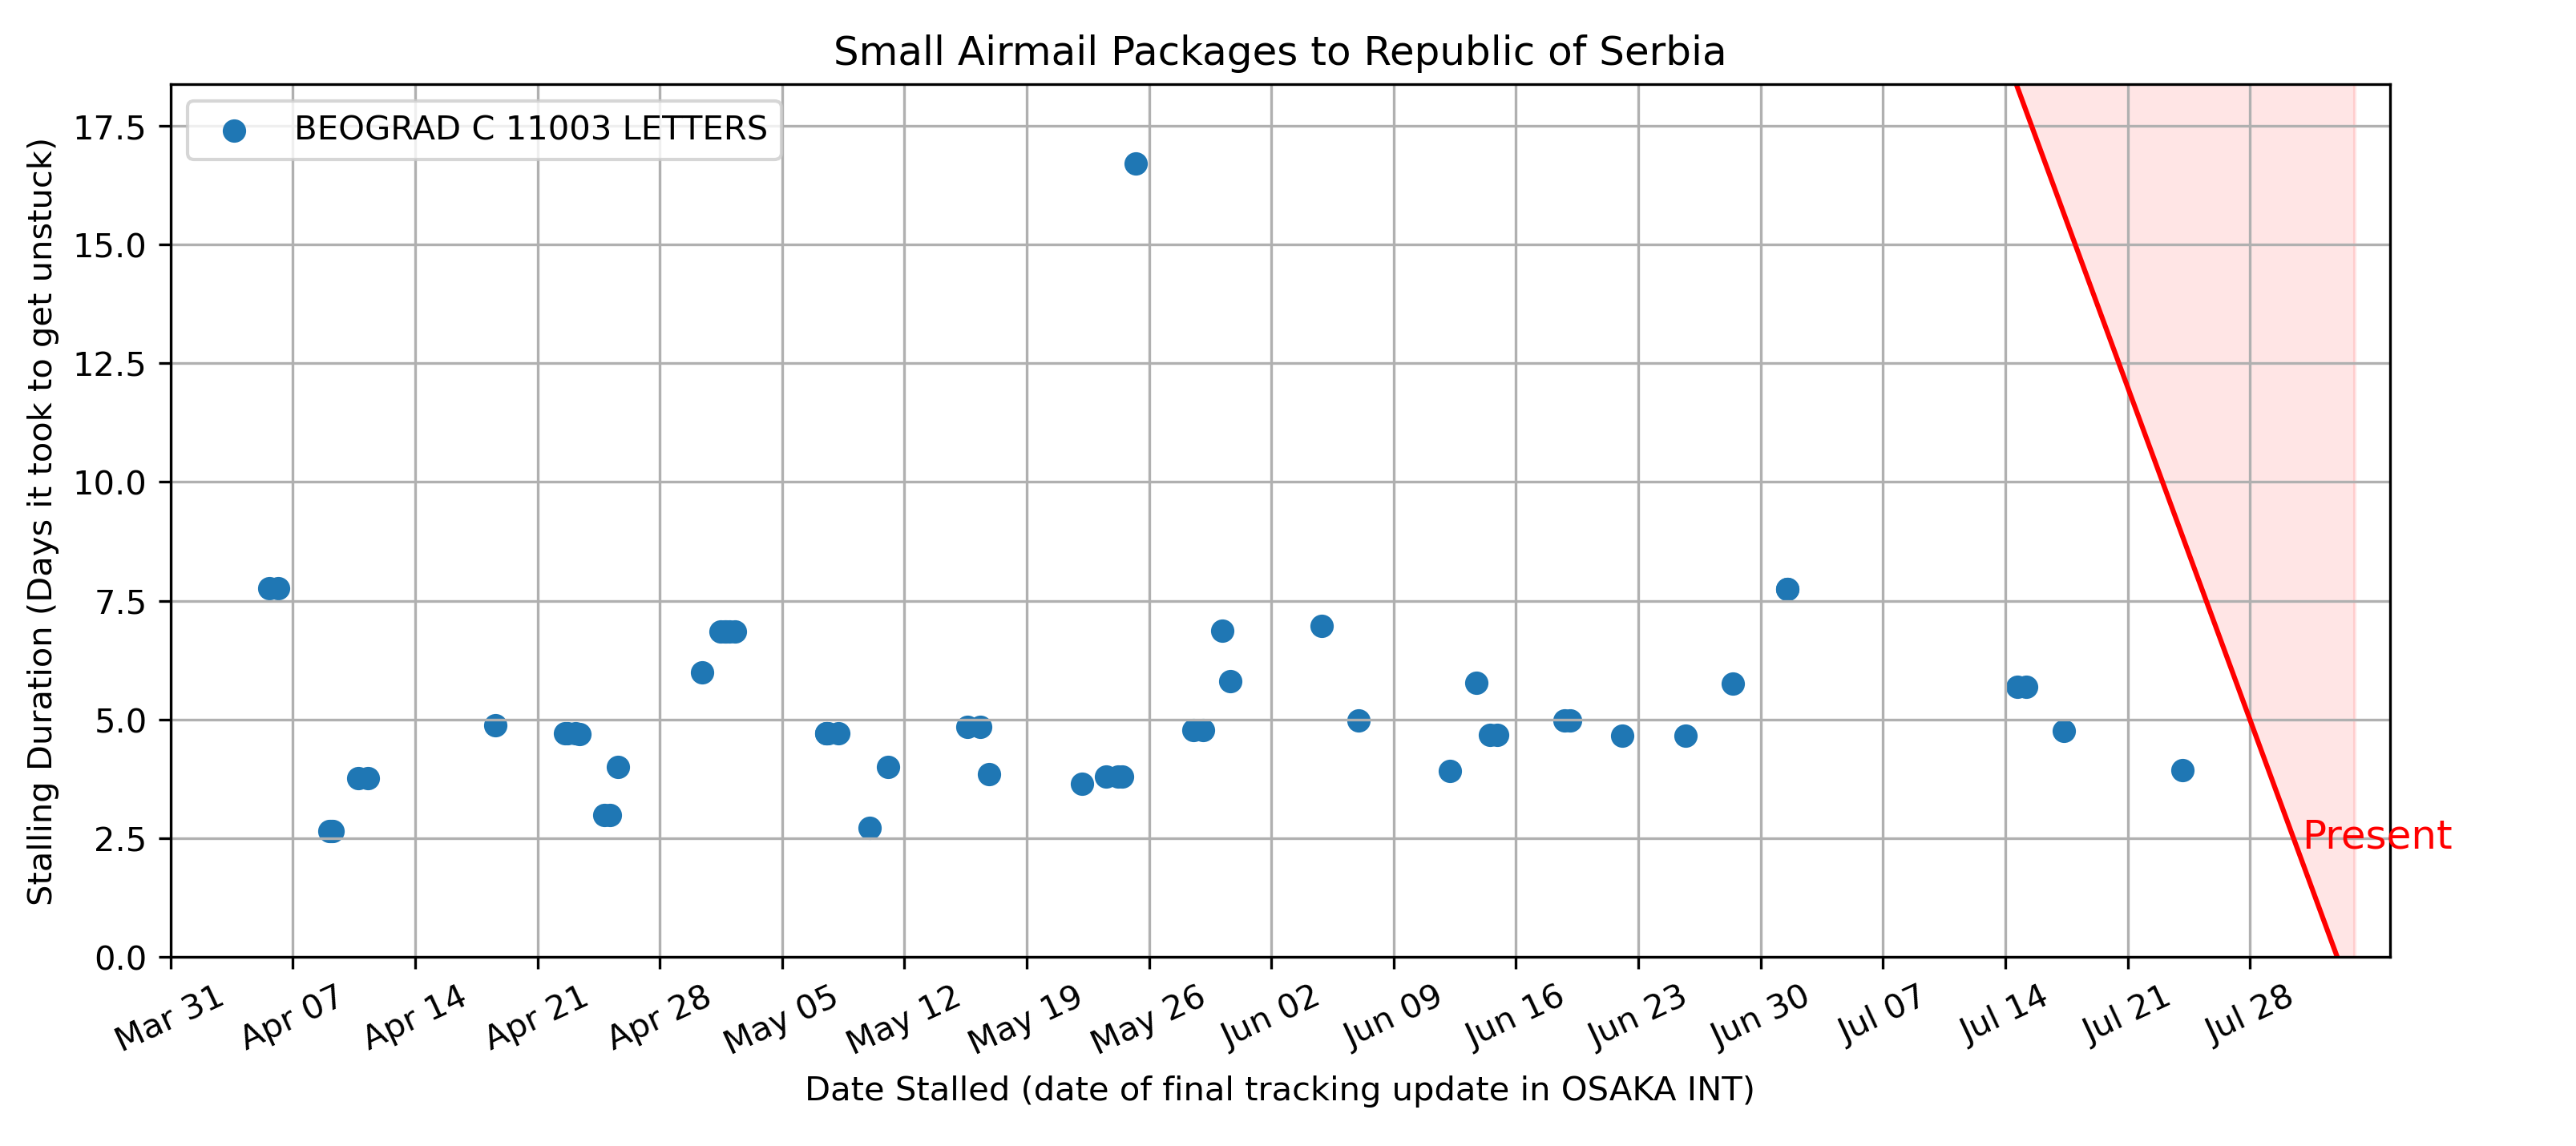 Small Airmail Packages to Republic of Serbia
BEOGRAD C 11003 LETTERS
Stalling Duration (Days it took to get unstuck)
17.5
15.0
12.5
10.0
7.5
5.0
2.5
0.0
Present
Mar 31
Apr 07
Apr 14
Apr 21
Apr 28
May 05
May 12
May 19
May 26
Jun 02
Jun 09
Jun 16
Jun 23
Jun 30
Jul 07
Jul 14
Jul 21
Jul 28
Date Stalled (date of final tracking update in OSAKA INT)